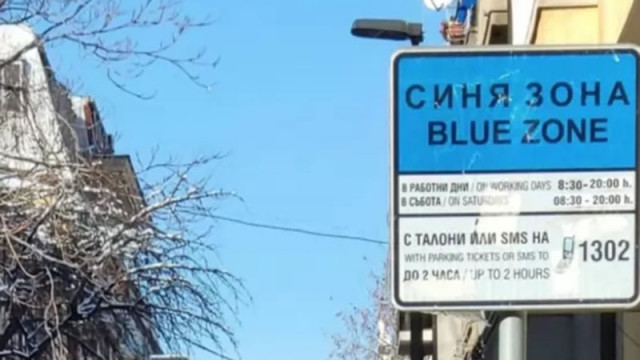 СИНЯ ЗОНА
BLUE ZONE
В РАБОТНИ ДНИ / ON WORKING DAYS 8:30-20:00 h.
В СЪБОТА / ON SATURDAYS 08:30 - 20:00 h.
С ТАЛОНИ ИЛИ SMS НА
WITH PARKING TICKETS OR SMS TO
1302
ДО 2 ЧАСА / UP TO 2 HOURS